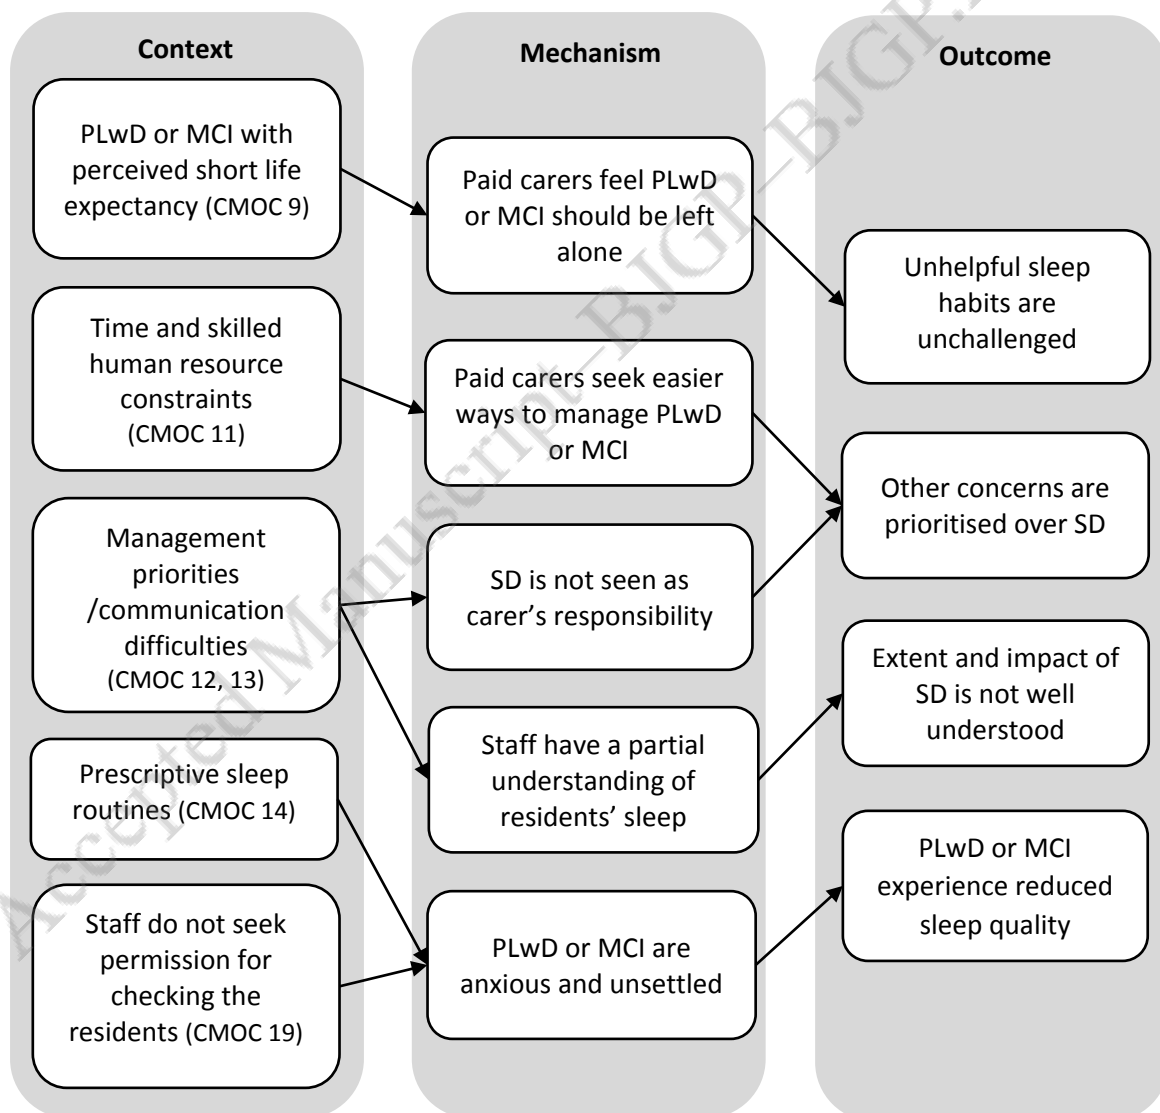 Context
PLwD or MCI with
perceived short life
expectancy (CMOC 9)
Time and skilled
human resource
constraints
(CMOC 11)
Management
priorities
/communication
difficulties
(CMOC 12, 13)
Prescriptive sleep
routines (CMOC 14)
Staff do not seek
permission for
checking the
residents (CMOC 19)
Mechanism
Paid carers feel PLwD
or MCI should be left
alone
Paid carers seek easier
ways to manage PLwD
or MCI
SD is not seen as
carer’s responsibility
Staff have a partial
understanding of
residents’ sleep
PLwD or MCI are
anxious and unsettled
Outcome
Unhelpful sleep
habits are
unchallenged
Other concerns are
prioritised over SD
Extent and impact of
SD is not well
understood
PLwD or MCI
experience reduced
sleep quality
Accepted Manuscript–BJGP–BJGP.